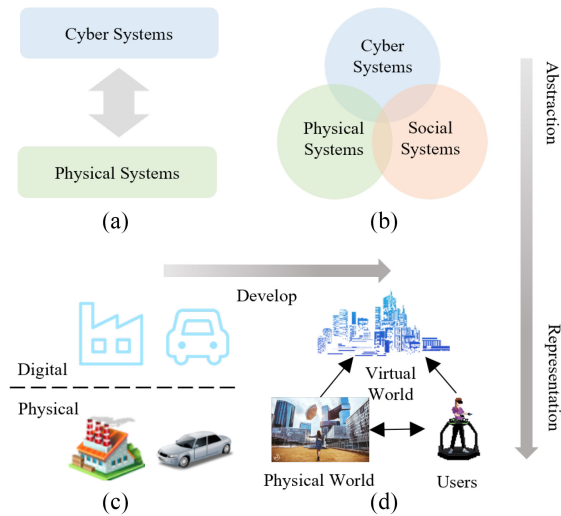 Cyber Systems
Physical Systems
(a)
Cyber
Systems
Physical
Systems
Social
Systems
(b)
Abstraction
Representation
Develop
Digital
Physical
(c)
Virtual
World
Physical World
Users
(d)